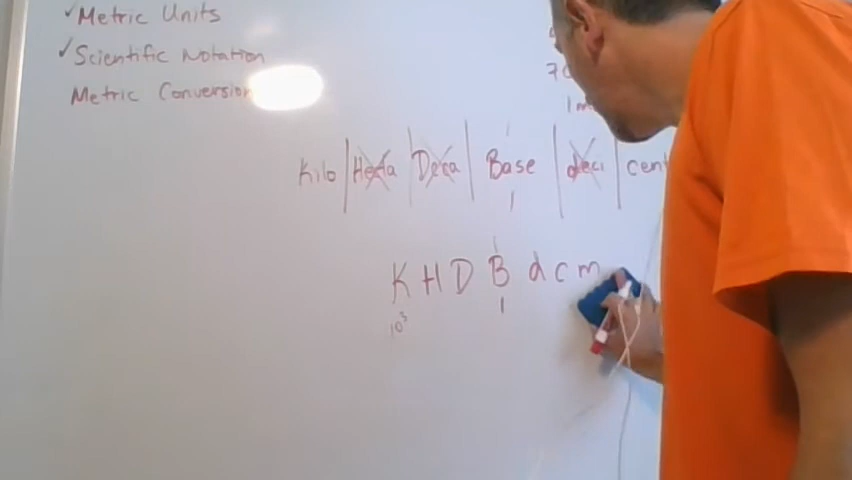 ✓Metric Units
✓Scientific Notation
Metric Conversion
Kilo | Hecta | Deca | Base | deci | cent
1
K H D B d c m
10³ 1